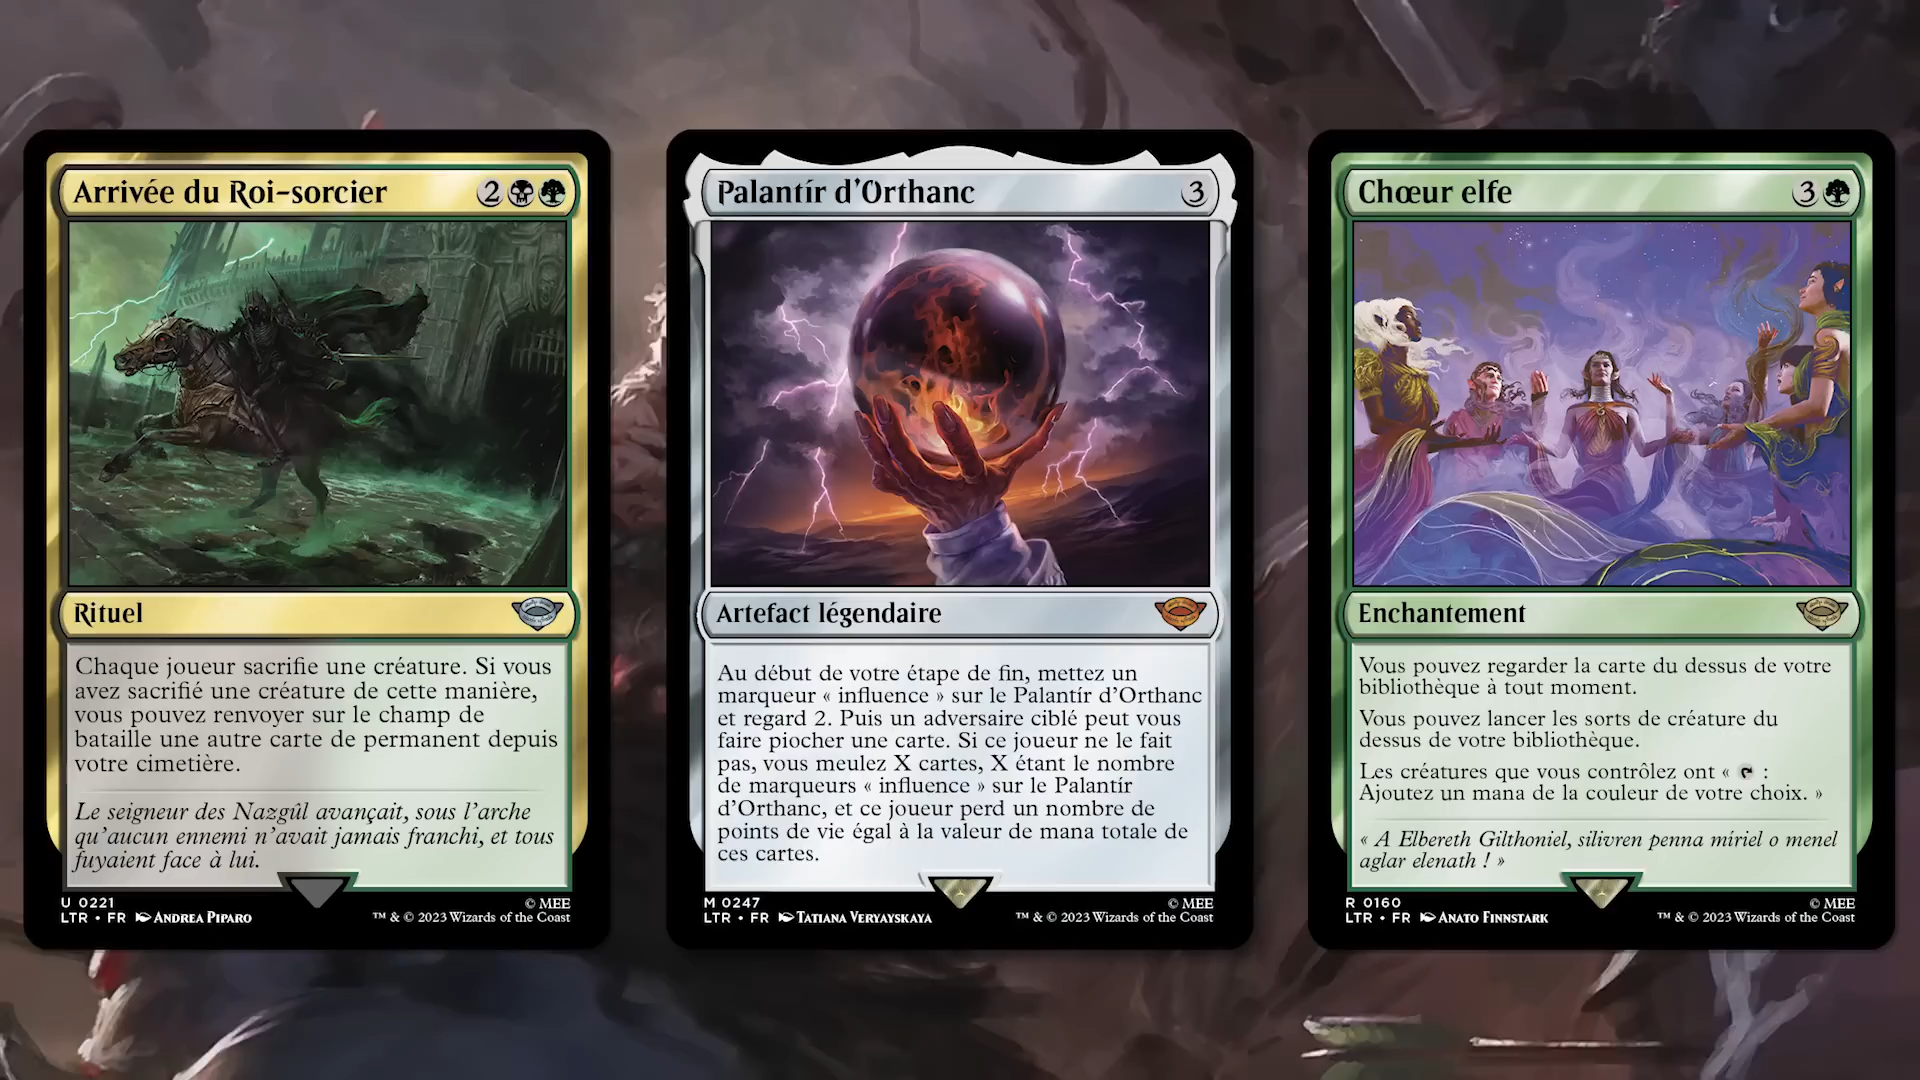 Arrivée du Roi-sorcier 2
Rituel
Chaque joueur sacrifie une créature. Si vous
avez sacrifié une créature de cette manière,
vous pouvez renvoyer sur le champ de
bataille une autre carte de permanent depuis
votre cimetière.
Le seigneur des Nazgûl avançait, sous l'arche
qu'aucun ennemi n'avait jamais franchi, et tous
fuyaient face à lui.
U 0221
LTR • FR Andrea Piparo
© MEE
™ & © 2023 Wizards of the Coast
Palantír d'Orthanc 3
Artefact légendaire
Au début de votre étape de fin, mettez un
marqueur « influence » sur le Palantír d'Orthanc
et regard 2. Puis un adversaire ciblé peut vous
faire piocher une carte. Si ce joueur ne le fait
pas, vous meulez X cartes, X étant le nombre
de marqueurs « influence » sur le Palantír
d'Orthanc, et ce joueur perd un nombre de
points de vie égal à la valeur de mana totale de
ces cartes.
M 0247
LTR • FR Tatiana Veryayskaya
© MEE
™ & © 2023 Wizards of the Coast
Chœur elfe 3
Enchantement
Vous pouvez regarder la carte du dessus de votre
bibliothèque à tout moment.
Vous pouvez lancer les sorts de créature du
dessus de votre bibliothèque.
Les créatures que vous contrôlez ont « :
Ajoutez un mana de la couleur de votre choix. »
« A Elbereth Gilthoniel, silivren penna míriel o menel
aglar elenath ! »
R 0160
LTR • FR Anato Finnstark
© MEE
™ & © 2023 Wizards of the Coast